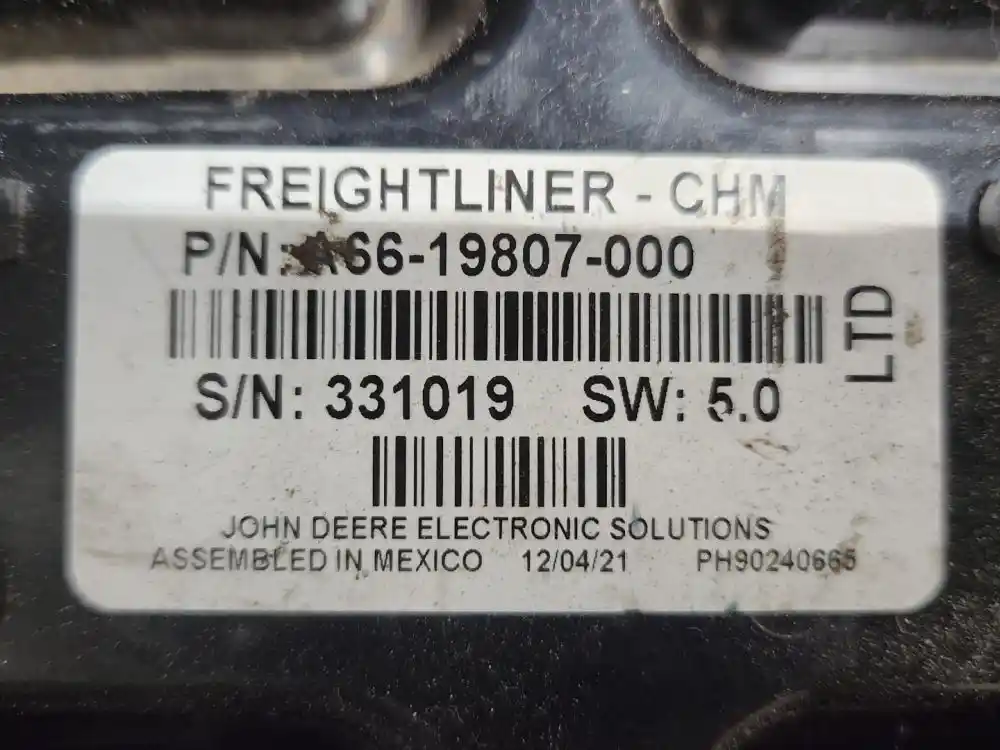 FREIGHTLINER - CHM
P/N: A66-19807-000
LTD
S/N: 331019 SW: 5.0
JOHN DEERE ELECTRONIC SOLUTIONS
ASSEMBLED IN MEXICO 12/04/21 PH90240665